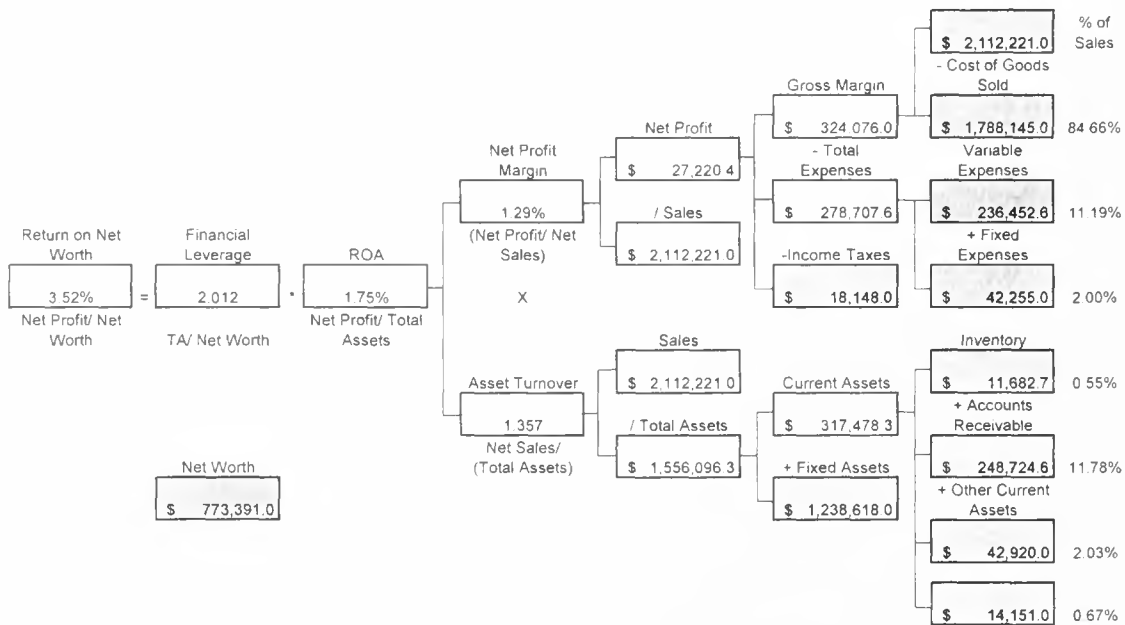 % of
Sales
$ 2,112,221.0
- Cost of Goods
Sold
Gross Margin
$ 324 076.0
$ 1,788,145.0 84 66%
Net Profit
- Total
Expenses
Variable
Expenses
Net Profit
Margin
$ 27,220 4
1 29%
/ Sales
$ 278,707 6
$ 236,452.6 11.19%
Return on Net
Worth
Financial
Leverage
ROA
(Net Profit/ Net
Sales)
$ 2,112,221 0
-Income Taxes
+ Fixed
Expenses
3 52% = 2.012 · 1.75%
X
$ 18,148 0
$ 42,255.0 2 00%
Net Profit/ Net
Worth
TA/ Net Worth
Net Profit/ Total
Assets
Sales
Inventory
Asset Turnover
$ 2,112,221 0
Current Assets
$ 11,682.7 0 55%
1.357
/ Total Assets
$ 317,478 3
+ Accounts
Receivable
Net Sales/
(Total Assets)
$ 1,556,096.3
+ Fixed Assets
$ 248,724.6 11.78%
Net Worth
$ 773,391.0
$ 1,238,618 0
+ Other Current
Assets
$ 42,920.0 2.03%
$ 14,151.0 0 67%